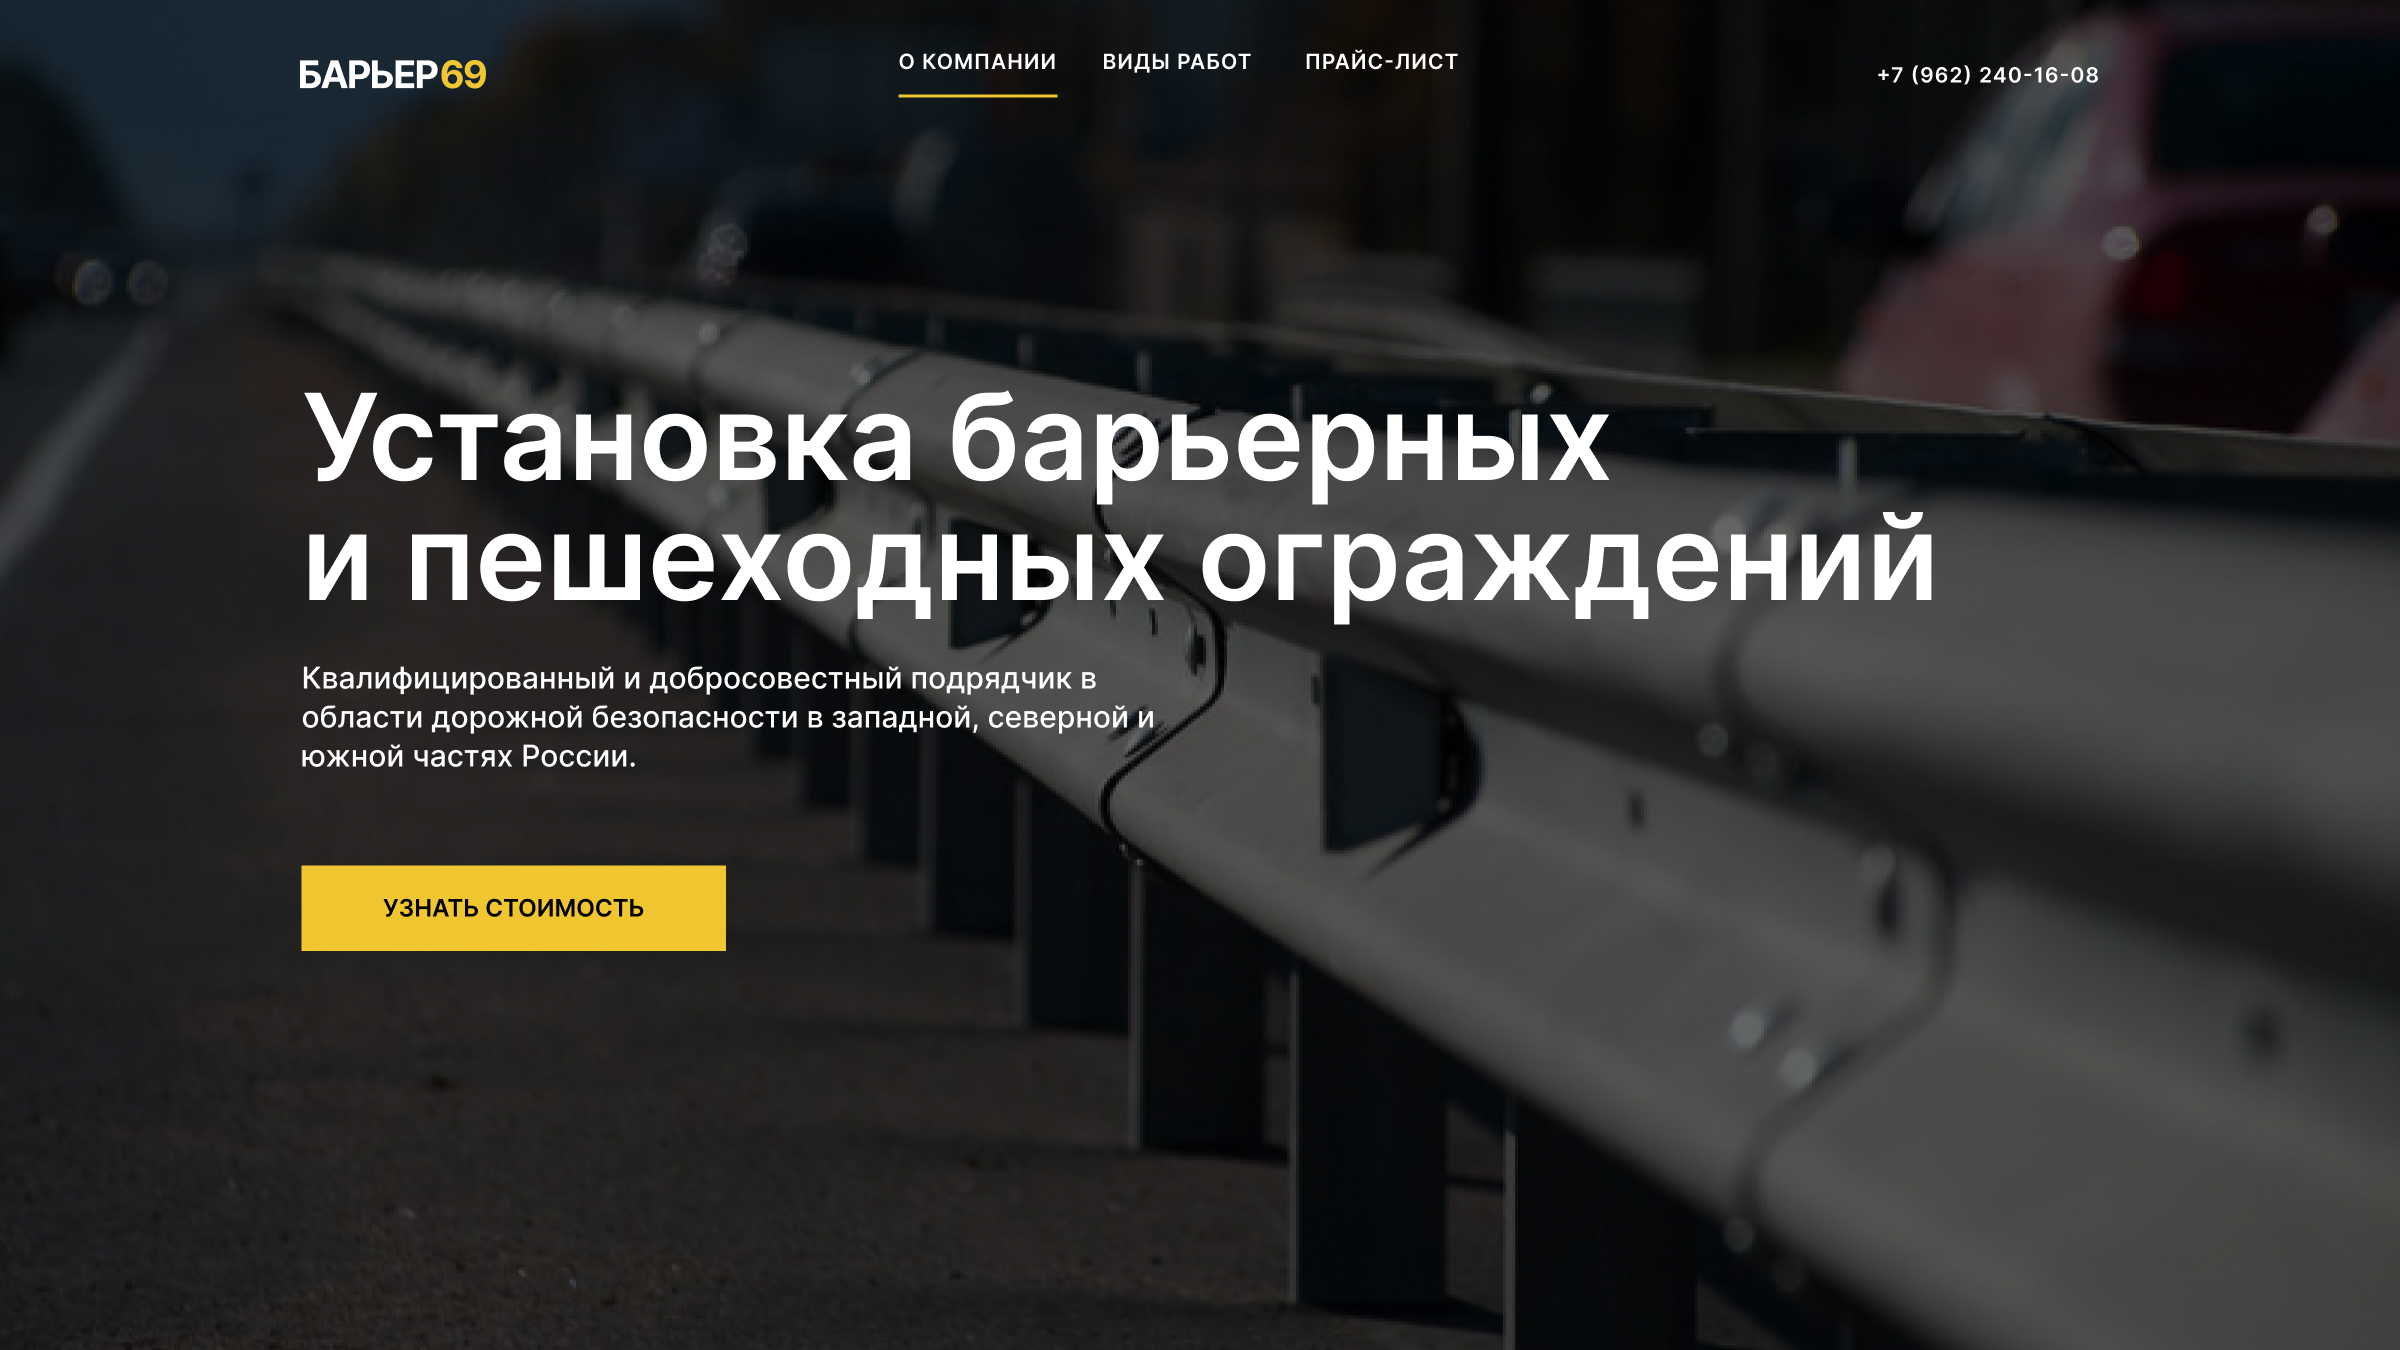 БАРЬЕР69
О КОМПАНИИ ВИДЫ РАБОТ ПРАЙС-ЛИСТ
+7 (962) 240-16-08
Установка барьерных
и пешеходных ограждений
Квалифицированный и добросовестный подрядчик в
области дорожной безопасности в западной, северной и
южной частях России.
УЗНАТЬ СТОИМОСТЬ